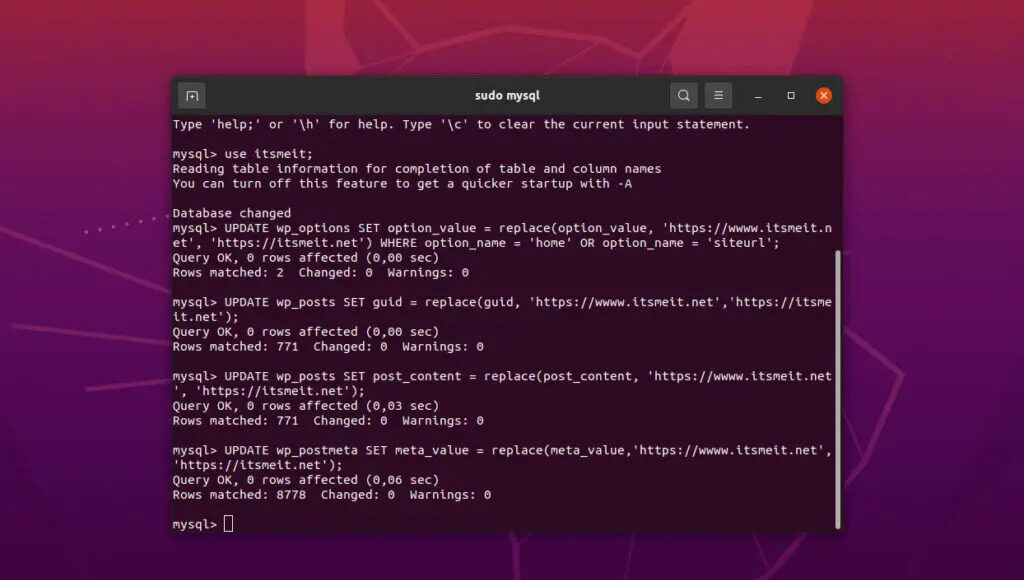 sudo mysql
Type 'help;' or '\h' for help. Type '\c' to clear the current input statement.
mysql> use itsmeit;
Reading table information for completion of table and column names
You can turn off this feature to get a quicker startup with -A
Database changed
mysql> UPDATE wp_options SET option_value = replace(option_value, 'https://wwww.itsmeit.n
et', 'https://itsmeit.net') WHERE option_name = 'home' OR option_name = 'siteurl';
Query OK, 0 rows affected (0,00 sec)
Rows matched: 2  Changed: 0  Warnings: 0
mysql> UPDATE wp_posts SET guid = replace(guid, 'https://wwww.itsmeit.net','https://itsme
it.net');
Query OK, 0 rows affected (0,00 sec)
Rows matched: 771  Changed: 0  Warnings: 0
mysql> UPDATE wp_posts SET post_content = replace(post_content, 'https://wwww.itsmeit.net
', 'https://itsmeit.net');
Query OK, 0 rows affected (0,03 sec)
Rows matched: 771  Changed: 0  Warnings: 0
mysql> UPDATE wp_postmeta SET meta_value = replace(meta_value,'https://wwww.itsmeit.net',
'https://itsmeit.net');
Query OK, 0 rows affected (0,06 sec)
Rows matched: 8778  Changed: 0  Warnings: 0
mysql>